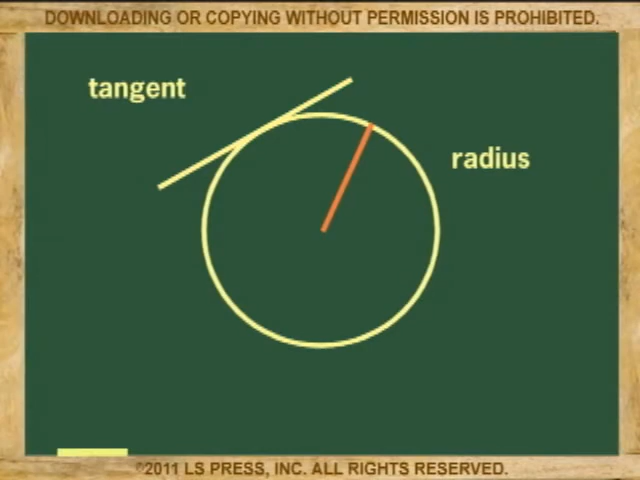 DOWNLOADING OR COPYING WITHOUT PERMISSION IS PROHIBITED.
tangent
radius
©2011 LS PRESS, INC. ALL RIGHTS RESERVED.